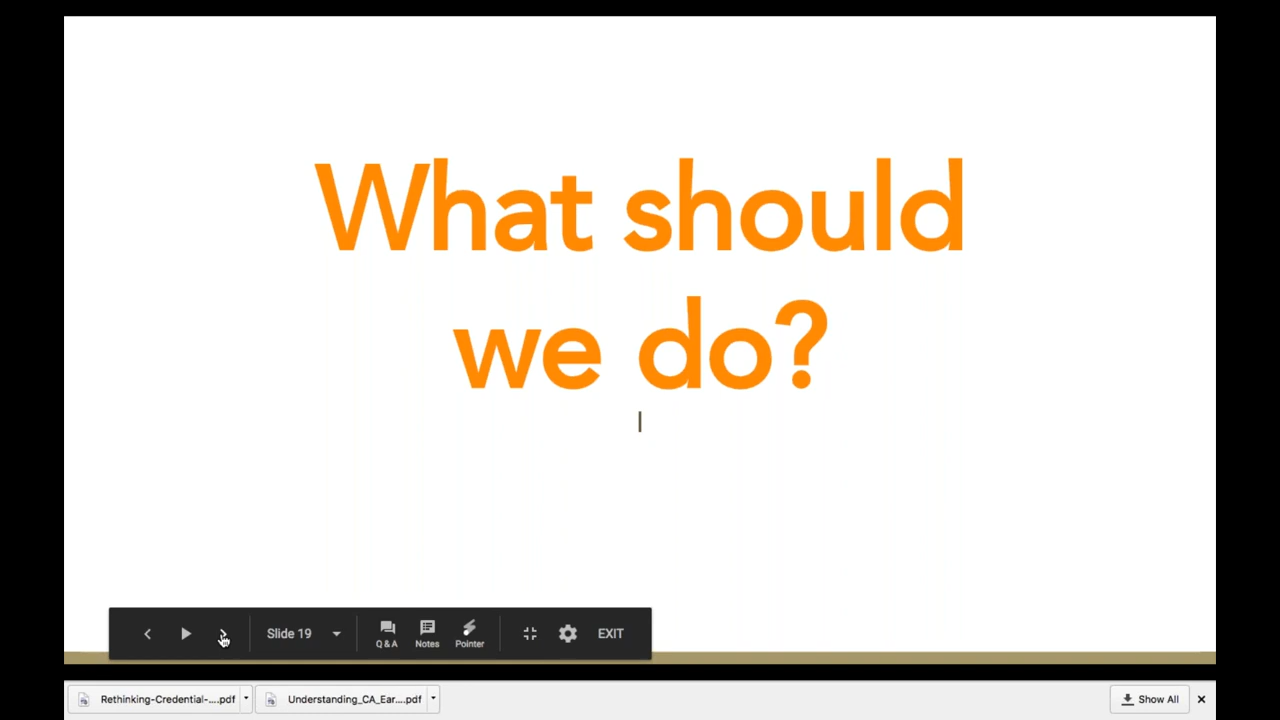 What should
we do?
Slide 19
Q & A
Notes
Pointer
EXIT
Rethinking-Credential-....pdf
Understanding_CA_Ear....pdf
Show All